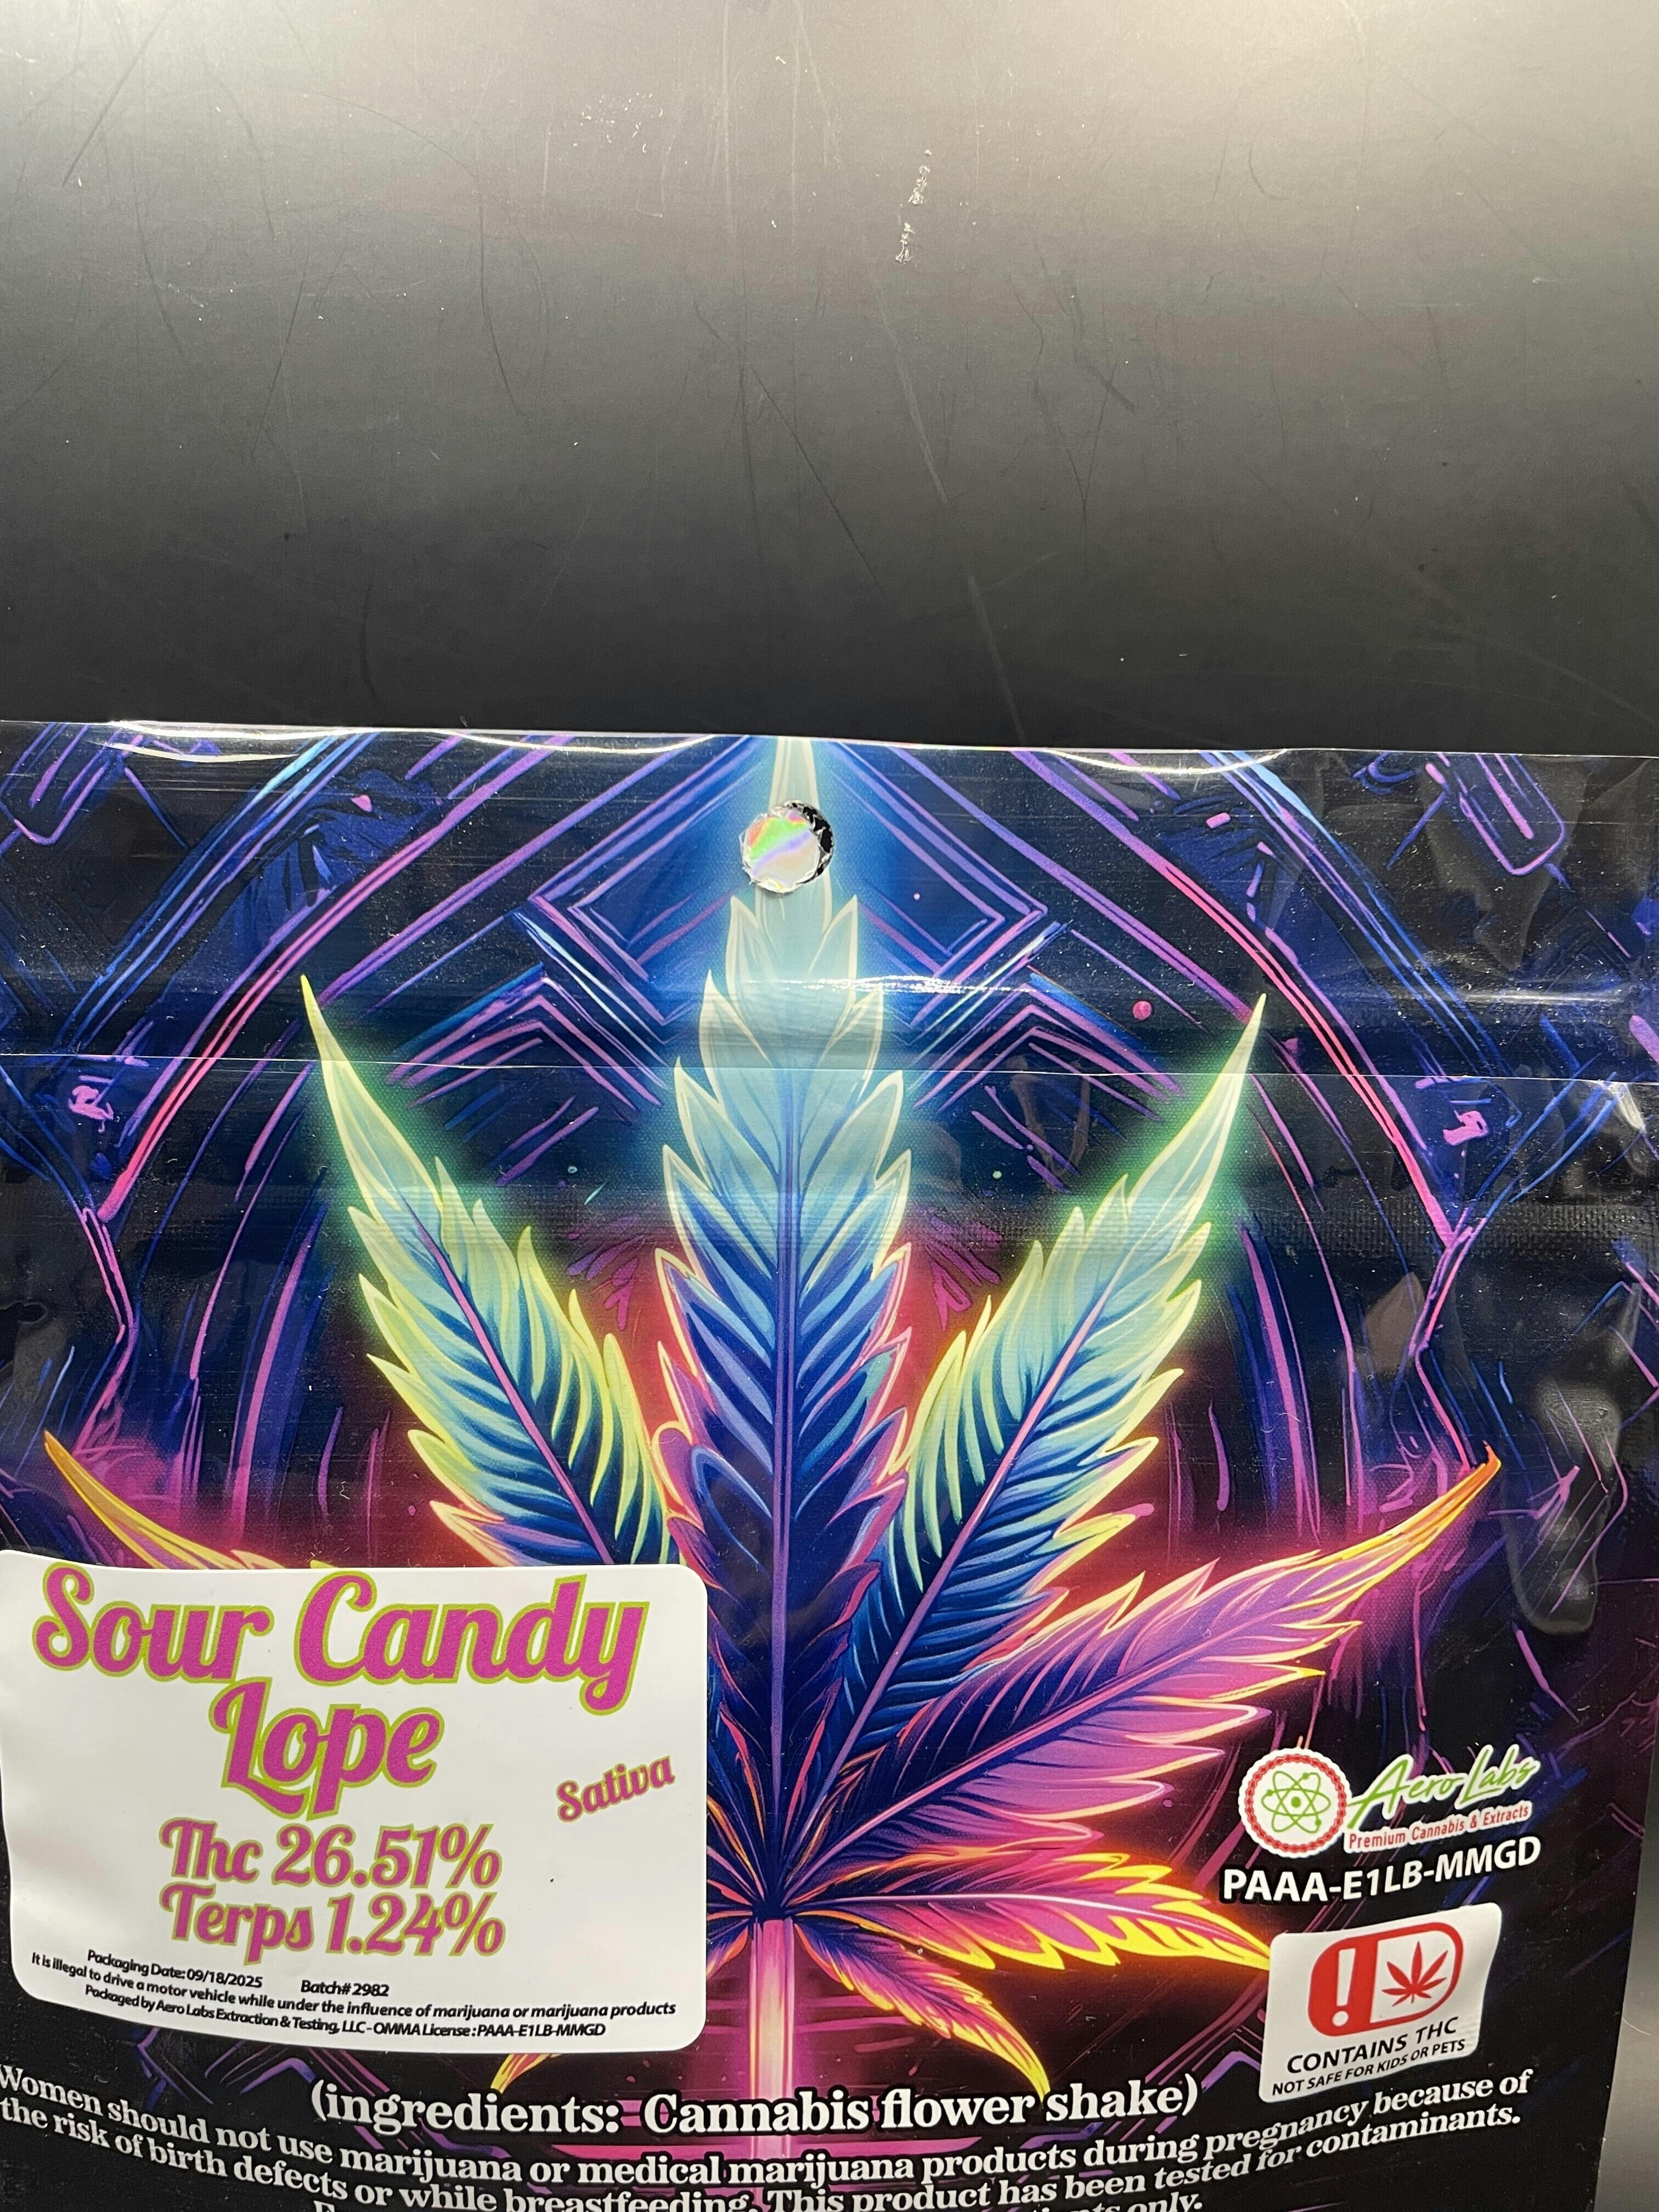 Sour Candy
Lope
Sativa
Thc 26.51%
Terps 1.24%
Packaging Date: 09/18/2025 Batch# 2982
It is illegal to drive a motor vehicle while under the influence of marijuana or marijuana products
Packaged by Aero Labs Extraction & Testing, LLC - OMMA License : PAAA-E1LB-MMGD
Aero Labs
Premium Cannabis & Extracts
PAAA-E1LB-MMGD
!
CONTAINS THC
NOT SAFE FOR KIDS OR PETS
(ingredients: Cannabis flower shake)
Women should not use marijuana or medical marijuana products during pregnancy because of
the risk of birth defects or while breastfeeding. This product has been tested for contaminants.
only.